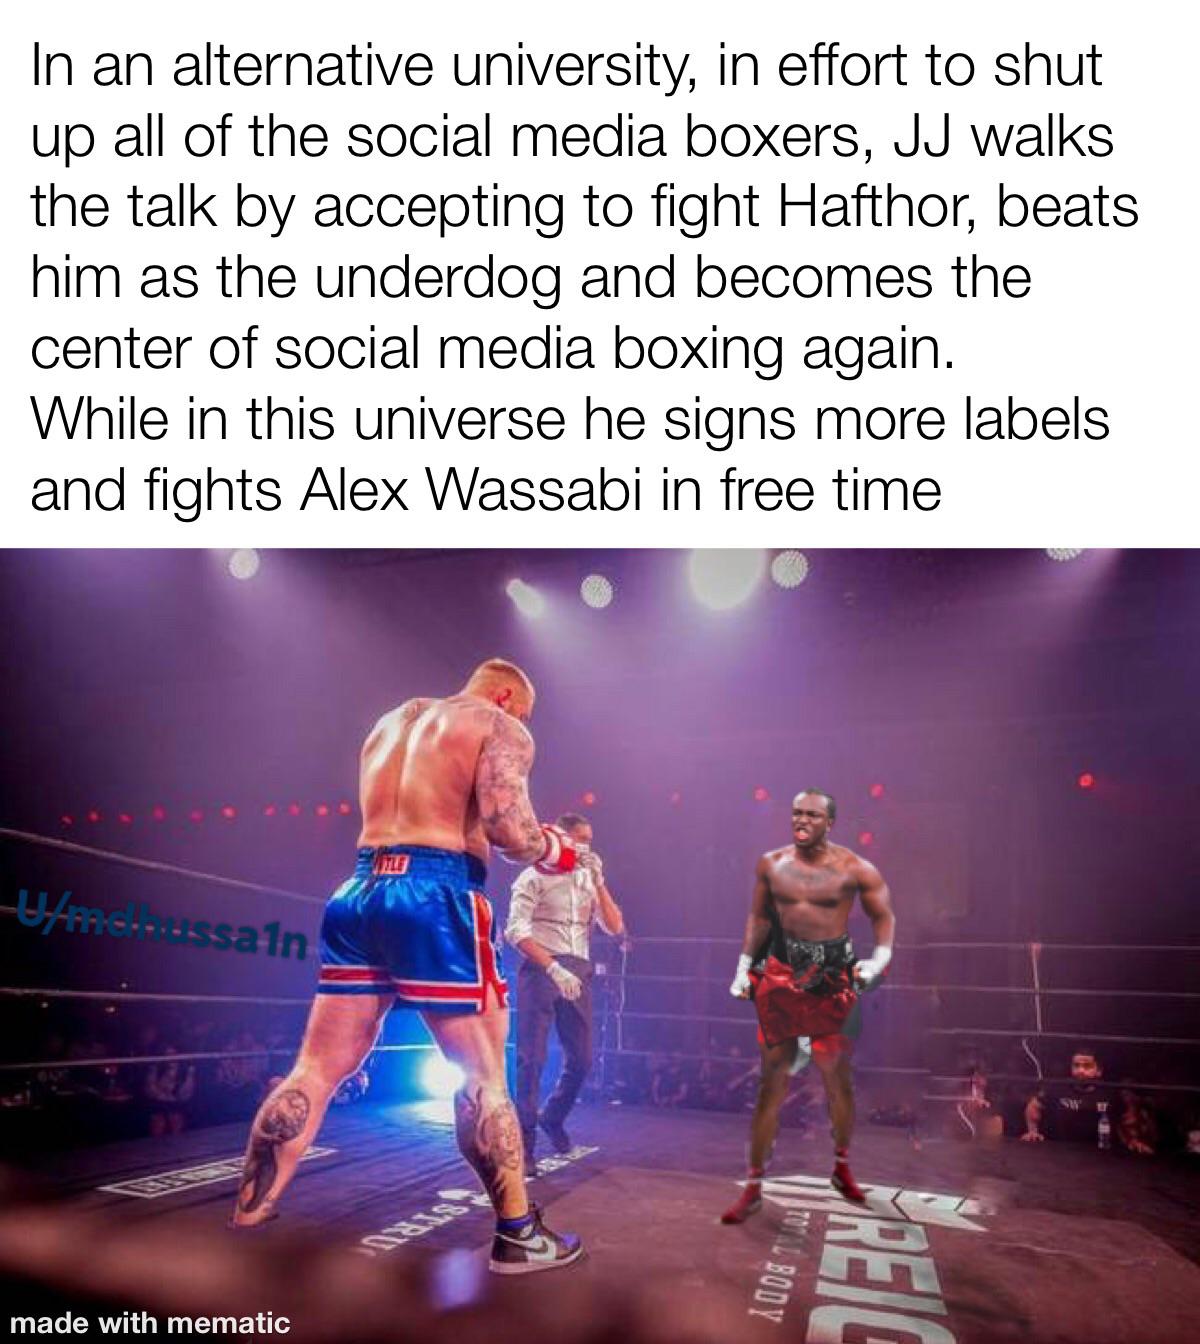 In an alternative university, in effort to shut
up all of the social media boxers, JJ walks
the talk by accepting to fight Hafthor, beats
him as the underdog and becomes the
center of social media boxing again.
While in this universe he signs more labels
and fights Alex Wassabi in free time
U/mdhussa1n
REIG
TOTAL BODY
SW
made with mematic